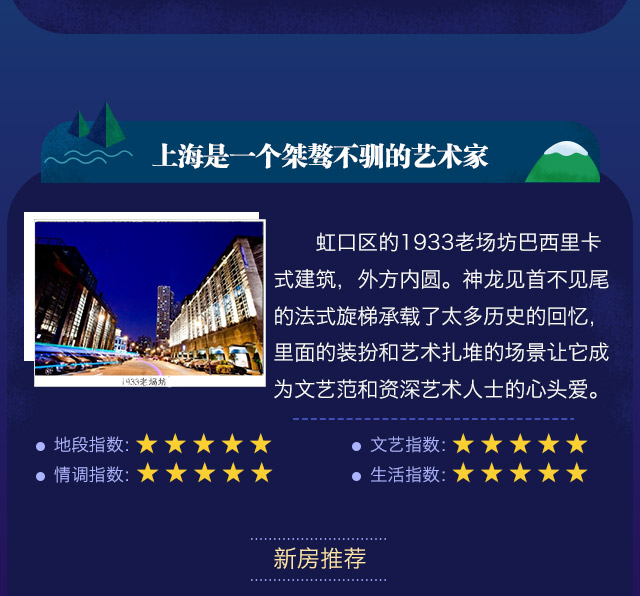 上海是一个桀骜不驯的艺术家
虹口区的1933老场坊巴西里卡
式建筑，外方内圆。神龙见首不见尾
的法式旋梯承载了太多历史的回忆，
里面的装扮和艺术扎堆的场景让它成
为文艺范和资深艺术人士的心头爱。
1933老场坊
地段指数：★★★★★
文艺指数：★★★★★
情调指数：★★★★★
生活指数：★★★★★
新房推荐